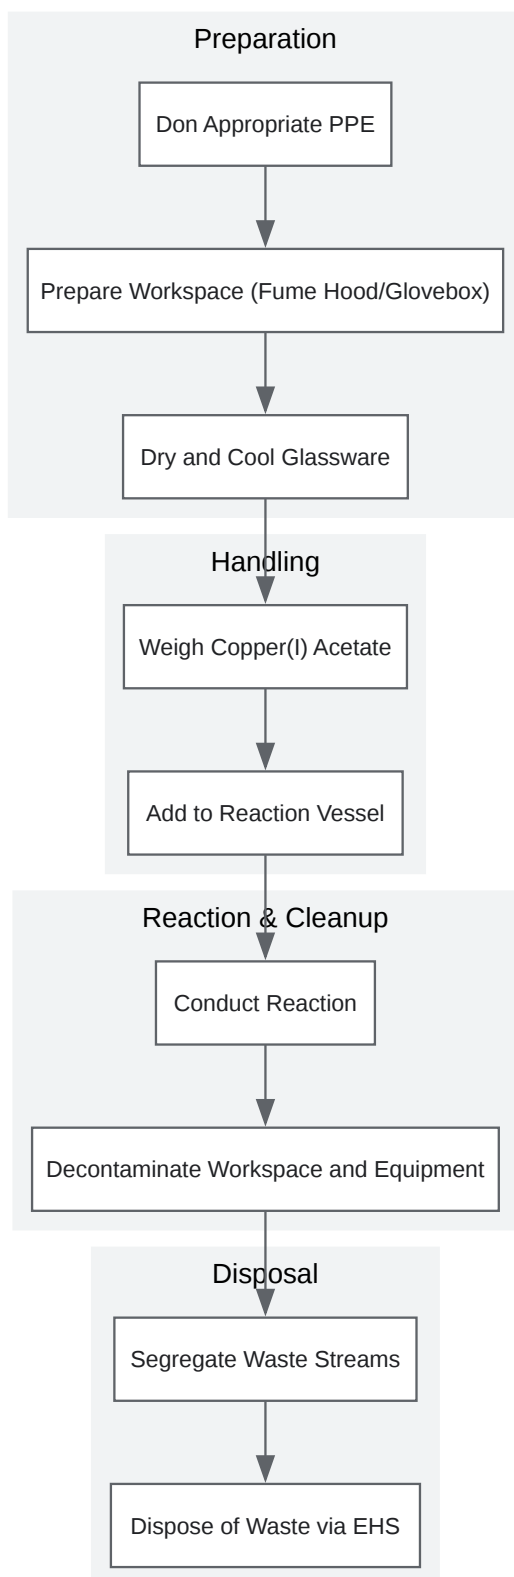 Preparation
Don Appropriate PPE
Prepare Workspace (Fume Hood/Glovebox)
Dry and Cool Glassware
Handling
Weigh Copper(I) Acetate
Add to Reaction Vessel
Reaction & Cleanup
Conduct Reaction
Decontaminate Workspace and Equipment
Disposal
Segregate Waste Streams
Dispose of Waste via EHS